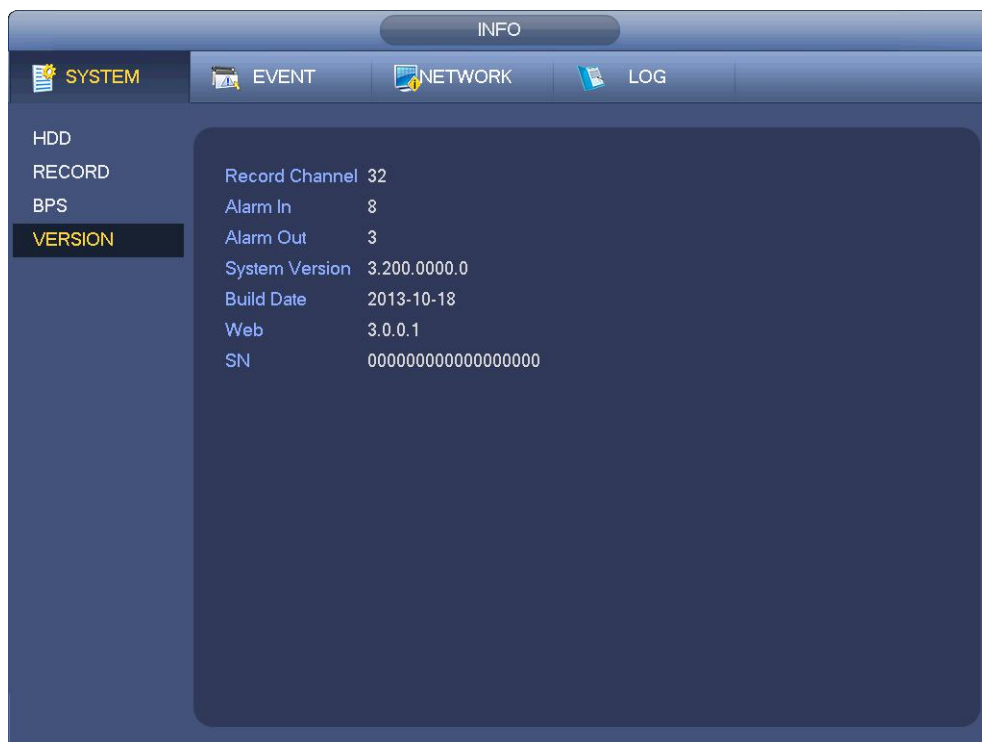 INFO
SYSTEM EVENT NETWORK LOG
HDD
RECORD
BPS
VERSION
Record Channel 32
Alarm In 8
Alarm Out 3
System Version 3.200.0000.0
Build Date 2013-10-18
Web 3.0.0.1
SN 000000000000000000